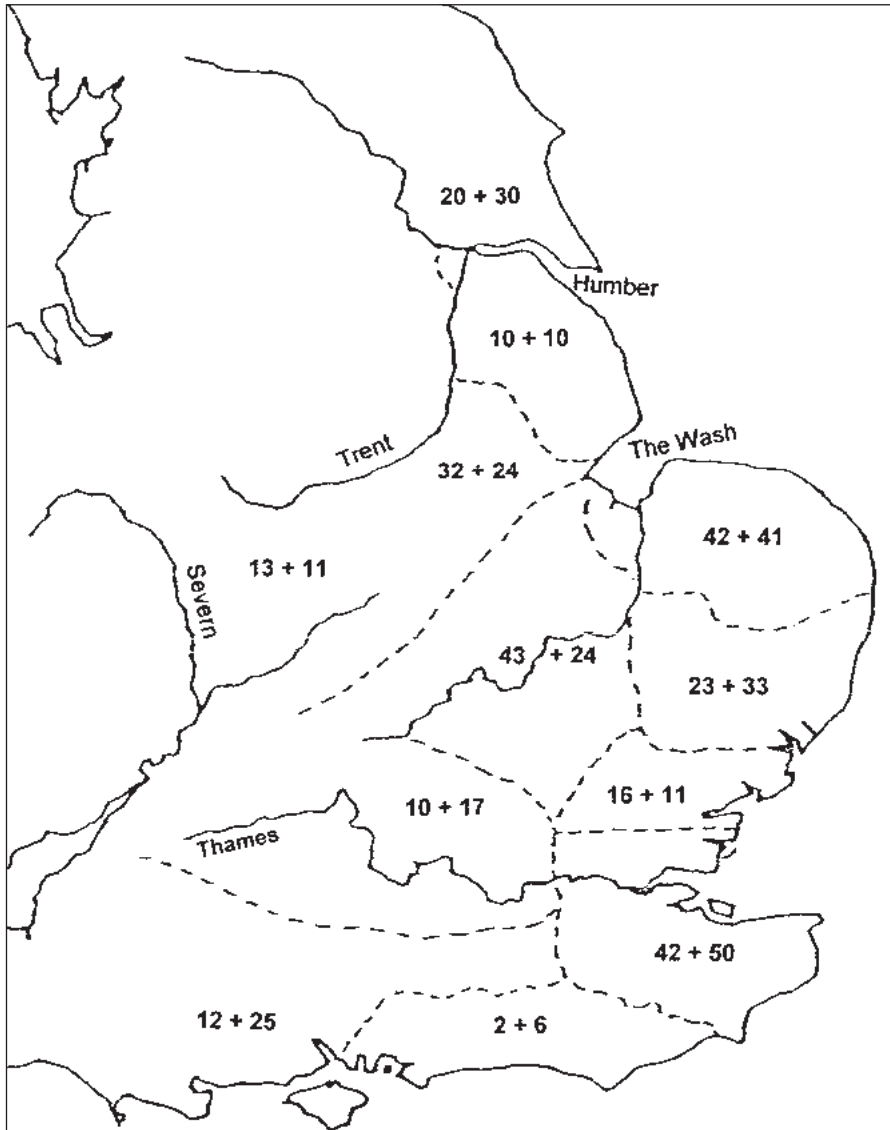 20 + 30
Humber
10 + 10
Trent
The Wash
32 + 24
42 + 41
13 + 11
Severn
43 + 24
23 + 33
10 + 17
16 + 11
Thames
42 + 50
12 + 25
2 + 6